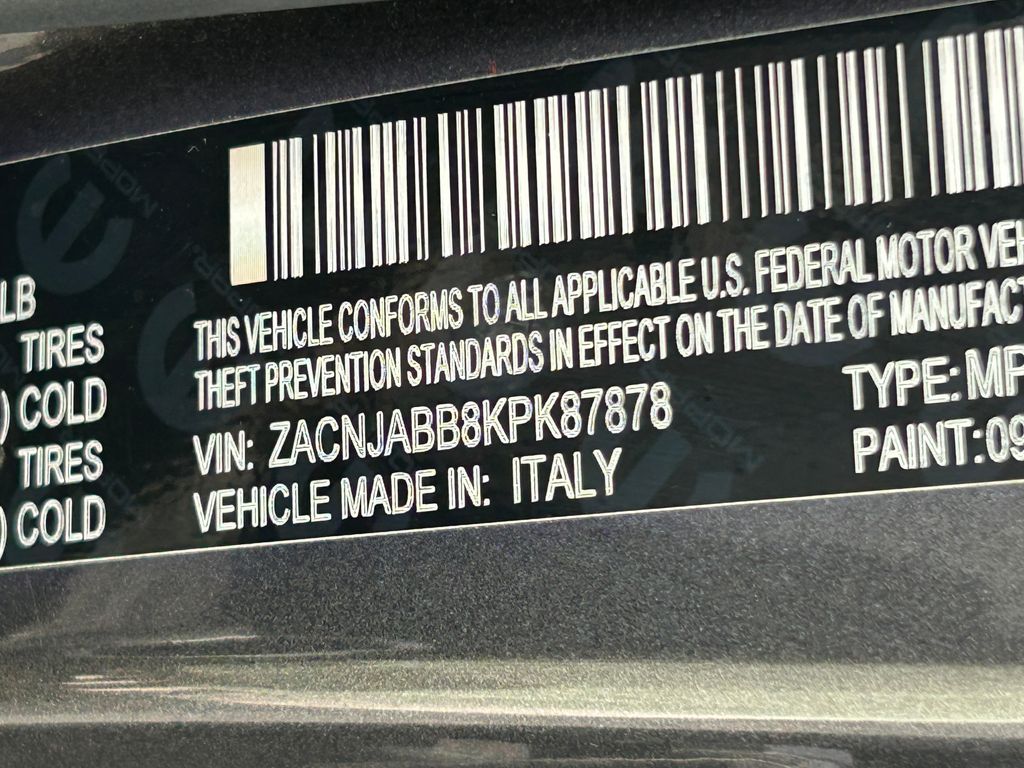 LB
TIRES
) COLD
TIRES
) COLD
THIS VEHICLE CONFORMS TO ALL APPLICABLE U.S. FEDERAL MOTOR VEH
THEFT PREVENTION STANDARDS IN EFFECT ON THE DATE OF MANUFACT
VIN: ZACNJABB8KPK87878
TYPE: MP
VEHICLE MADE IN: ITALY
PAINT: 09